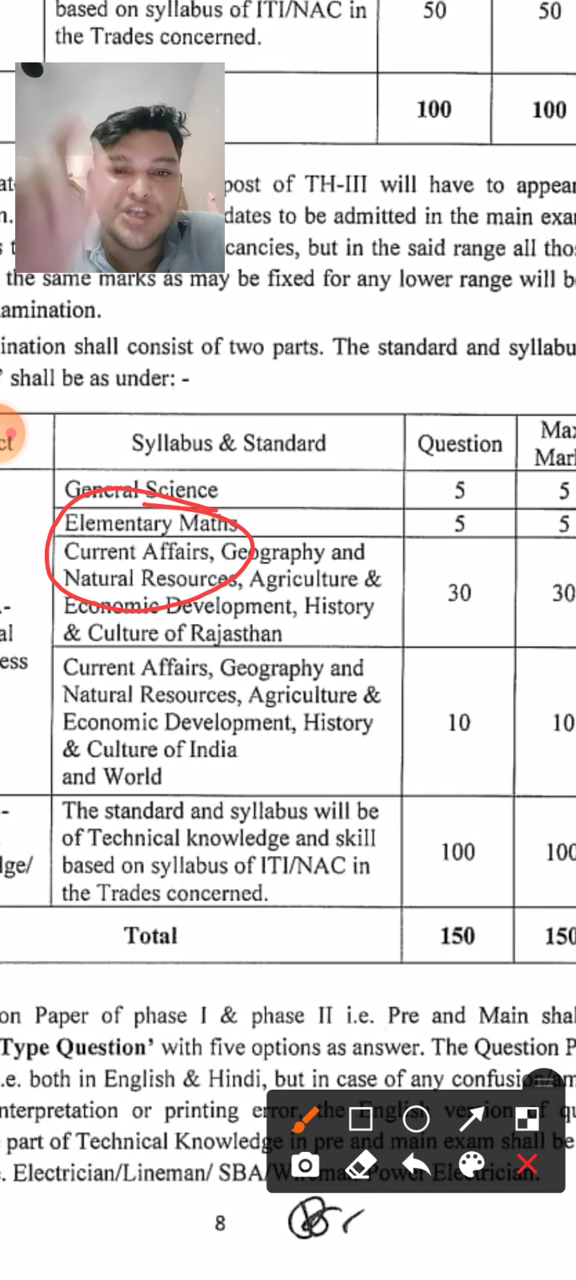 based on syllabus of ITI/NAC in
the Trades concerned.
50
50
100
100
post of TH-III will have to appear
dates to be admitted in the main exam
cancies, but in the said range all
the same marks as may be fixed for any lower range will
amination.
ination shall consist of two parts. The standard and
shall be as under: -
Syllabus & Standard
Question
Max
General Science
5
5
Elementary Maths
5
5
Current Affairs, Geography and
Natural Resources, Agriculture &
Economic Development, History
& Culture of Rajasthan
30
30
Current Affairs, Geography and
Natural Resources, Agriculture &
Economic Development, History
& Culture of India
and World
10
10
The standard and syllabus will be
of Technical knowledge and skill
based on syllabus of ITI/NAC in
the Trades concerned.
100
100
Total
150
150
on Paper of phase I & phase II i.e. Pre and Main
Type Question' with five options as answer. The Question P
.e. both in English & Hindi, but in case of any
nterpretation or printing error, the English version of
part of Technical Knowledge in pre and main exam shall be
. Electrician/Lineman/ SBA/Wireman/Power Electrician.
8